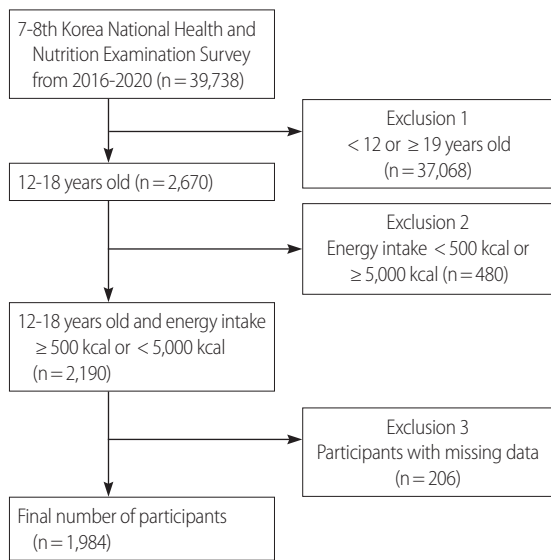 7-8th Korea National Health and
Nutrition Examination Survey
from 2016-2020 (n = 39,738)
Exclusion 1
< 12 or ≥ 19 years old
(n = 37,068)
12-18 years old (n = 2,670)
Exclusion 2
Energy intake < 500 kcal or
≥ 5,000 kcal (n = 480)
12-18 years old and energy intake
≥ 500 kcal or < 5,000 kcal
(n = 2,190)
Exclusion 3
Participants with missing data
(n = 206)
Final number of participants
(n = 1,984)